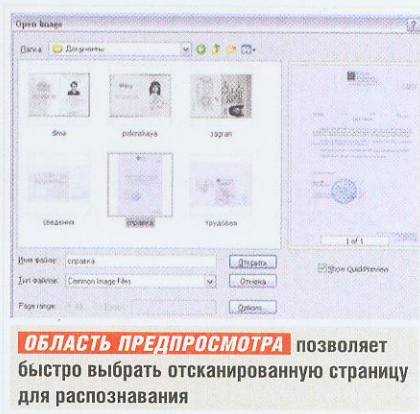 Open Image
Папка: Документы
dina
polenskaya
zagran
сведения
справка
трудовая
1 of 1
Имя файла: справка
Открыть
Тип файлов: Common Image Files
Отмена
Show QuickPreview
Page range:
Options...
ОБЛАСТЬ ПРЕДПРОСМОТРА позволяет
быстро выбрать отсканированную страницу
для распознавания